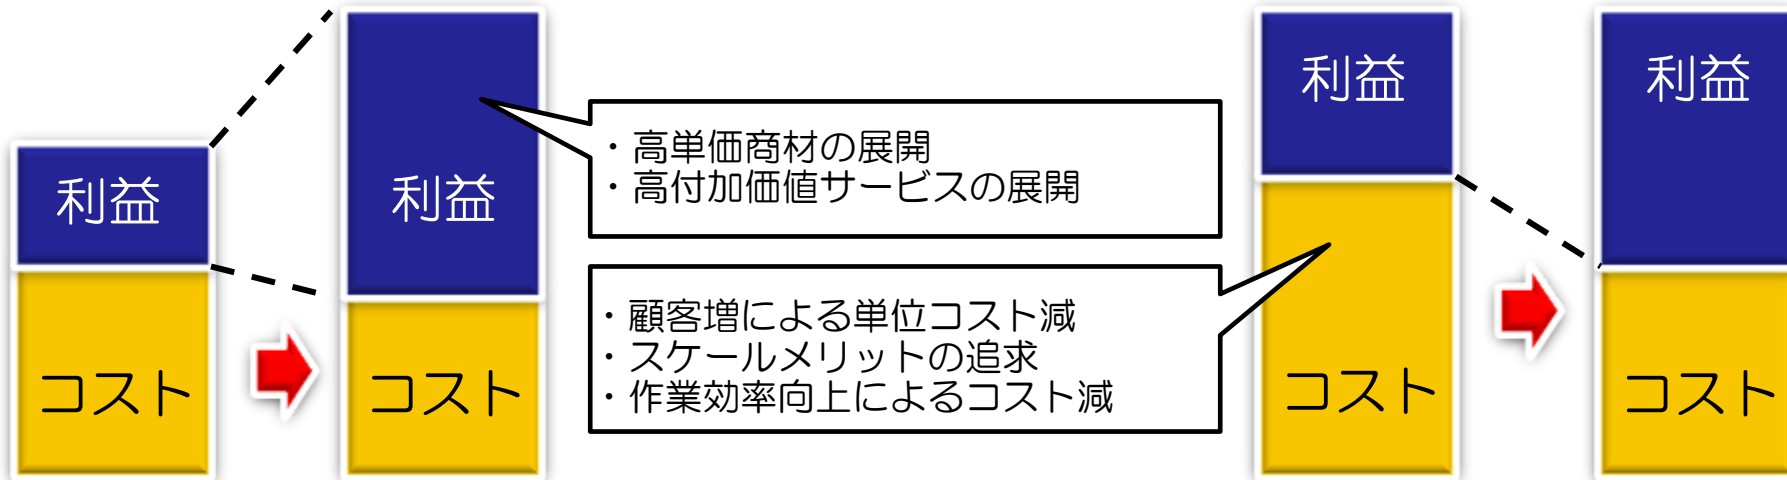 利益
コスト
利益
コスト
・高単価商材の展開
・高付加価値サービスの展開
・顧客増による単位コスト減
・スケールメリットの追求
・作業効率向上によるコスト減
利益
コスト
利益
コスト